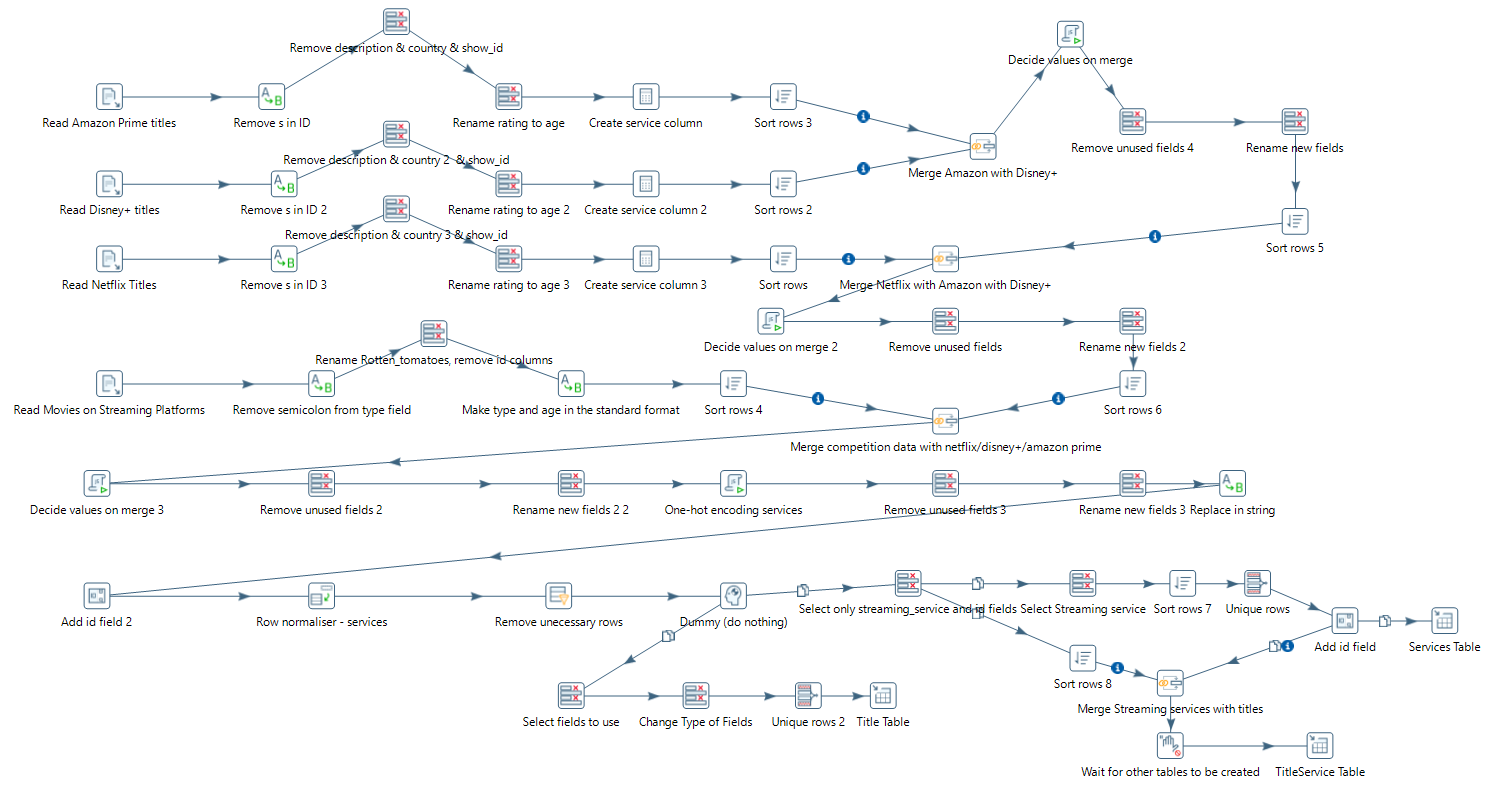 Remove description & country & show_id
Decide values on merge
Read Amazon Prime titles
Remove s in ID
Rename rating to age
Create service column
Sort rows 3
Remove unused fields 4
Rename new fields
Remove description & country 2 & show_id
Merge Amazon with Disney+
Read Disney+ titles
Remove s in ID 2
Rename rating to age 2
Create service column 2
Sort rows 2
Remove description & country 3 & show_id
Sort rows 5
Read Netflix Titles
Remove s in ID 3
Rename rating to age 3
Create service column 3
Sort rows
Merge Netflix with Amazon with Disney+
Decide values on merge 2
Remove unused fields
Rename new fields 2
Rename Rotten_tomatoes, remove id columns
Read Movies on Streaming Platforms
Remove semicolon from type field
Make type and age in the standard format
Sort rows 4
Sort rows 6
Merge competition data with netflix/disney+/amazon prime
Decide values on merge 3
Remove unused fields 2
Rename new fields 2 2
One-hot encoding services
Remove unused fields 3
Rename new fields 3
Replace in string
Add id field 2
Row normaliser - services
Remove unecessary rows
Dummy (do nothing)
Select only streaming_service and id fields
Select Streaming service
Sort rows 7
Unique rows
Add id field
Services Table
Sort rows 8
Merge Streaming services with titles
Select fields to use
Change Type of Fields
Unique rows 2
Title Table
Wait for other tables to be created
TitleService Table